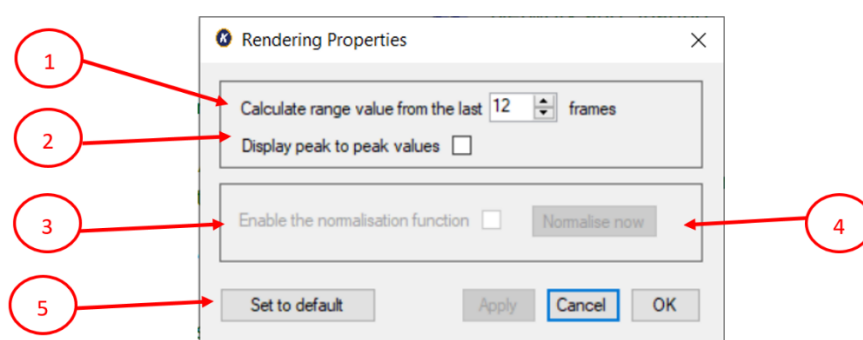 Rendering Properties
1
Calculate range value from the last 12 frames
2
Display peak to peak values
3
Enable the normalisation function Normalise now
4
5
Set to default Apply Cancel OK